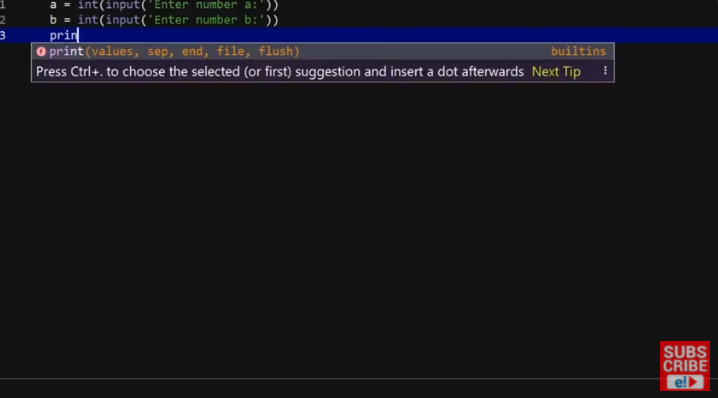 1 a = int(input('Enter number a:'))
2 b = int(input('Enter number b:'))
3 prin
f print(values, sep, end, file, flush) builtins
Press Ctrl+. to choose the selected (or first) suggestion and insert a dot afterwards Next Tip
SUBS
CRIBE
e!